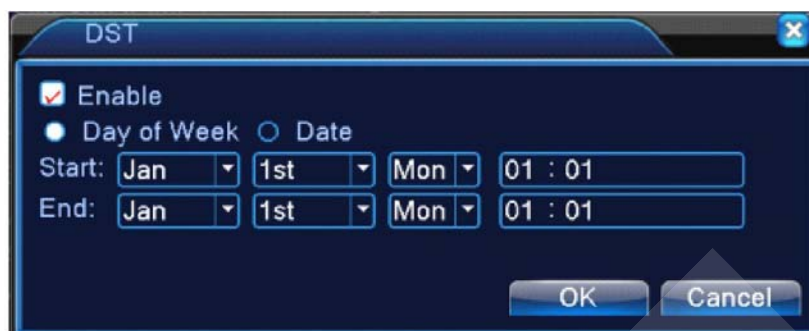 DST
Enable
Day of Week Date
Start: Jan 1st Mon 01 : 01
End: Jan 1st Mon 01 : 01
OK Cancel